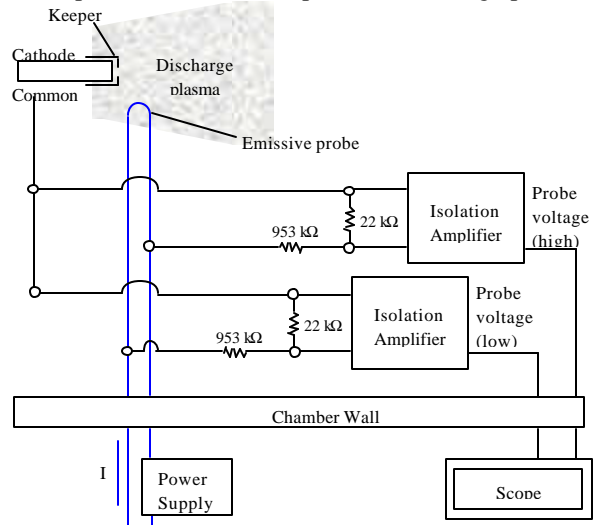 Keeper
Cathode
Common
Discharge
plasma
Emissive probe
953 kΩ
22 kΩ
Isolation
Amplifier
Probe
voltage
(high)
953 kΩ
22 kΩ
Isolation
Amplifier
Probe
voltage
(low)
Chamber Wall
I
Power
Supply
Scope